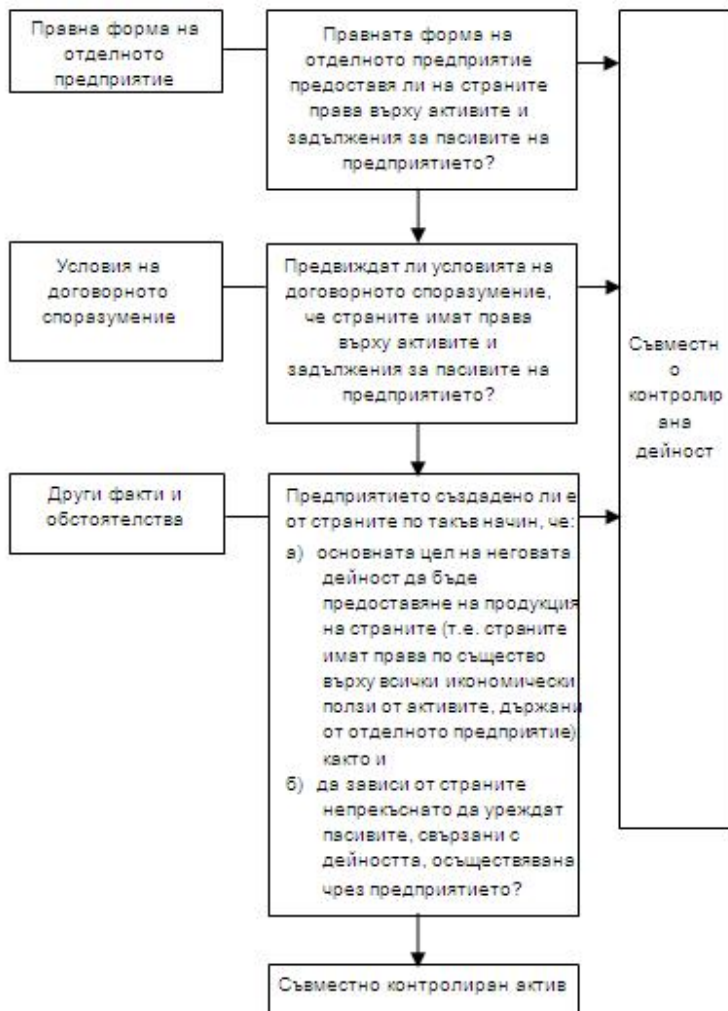 Правна форма на
отделното
предприятие
Правната форма на
отделното предприятие
предоставя ли на страните
права върху активите и
задължения за пасивите на
предприятието?
Условия на
договорното
споразумение
Предвиждат ли условията на
договорното споразумение,
че страните имат права
върху активите и
задължения за пасивите на
предприятието?
Съвместн
о
контролир
ана
дейност
Други факти и
обстоятелства
Предприятието създадено ли е
от страните по такъв начин, че:
а) основната цел на неговата
дейност да бъде
предоставяне на продукция
на страните (т.е. страните
имат права по същество
върху всички икономически
ползи от активите, държани
от отделното предприятие)
както и
б) да зависи от страните
непрекъснато да уреждат
пасивите, свързани с
дейността, осъществявана
чрез предприятието?
Съвместно контролиран актив